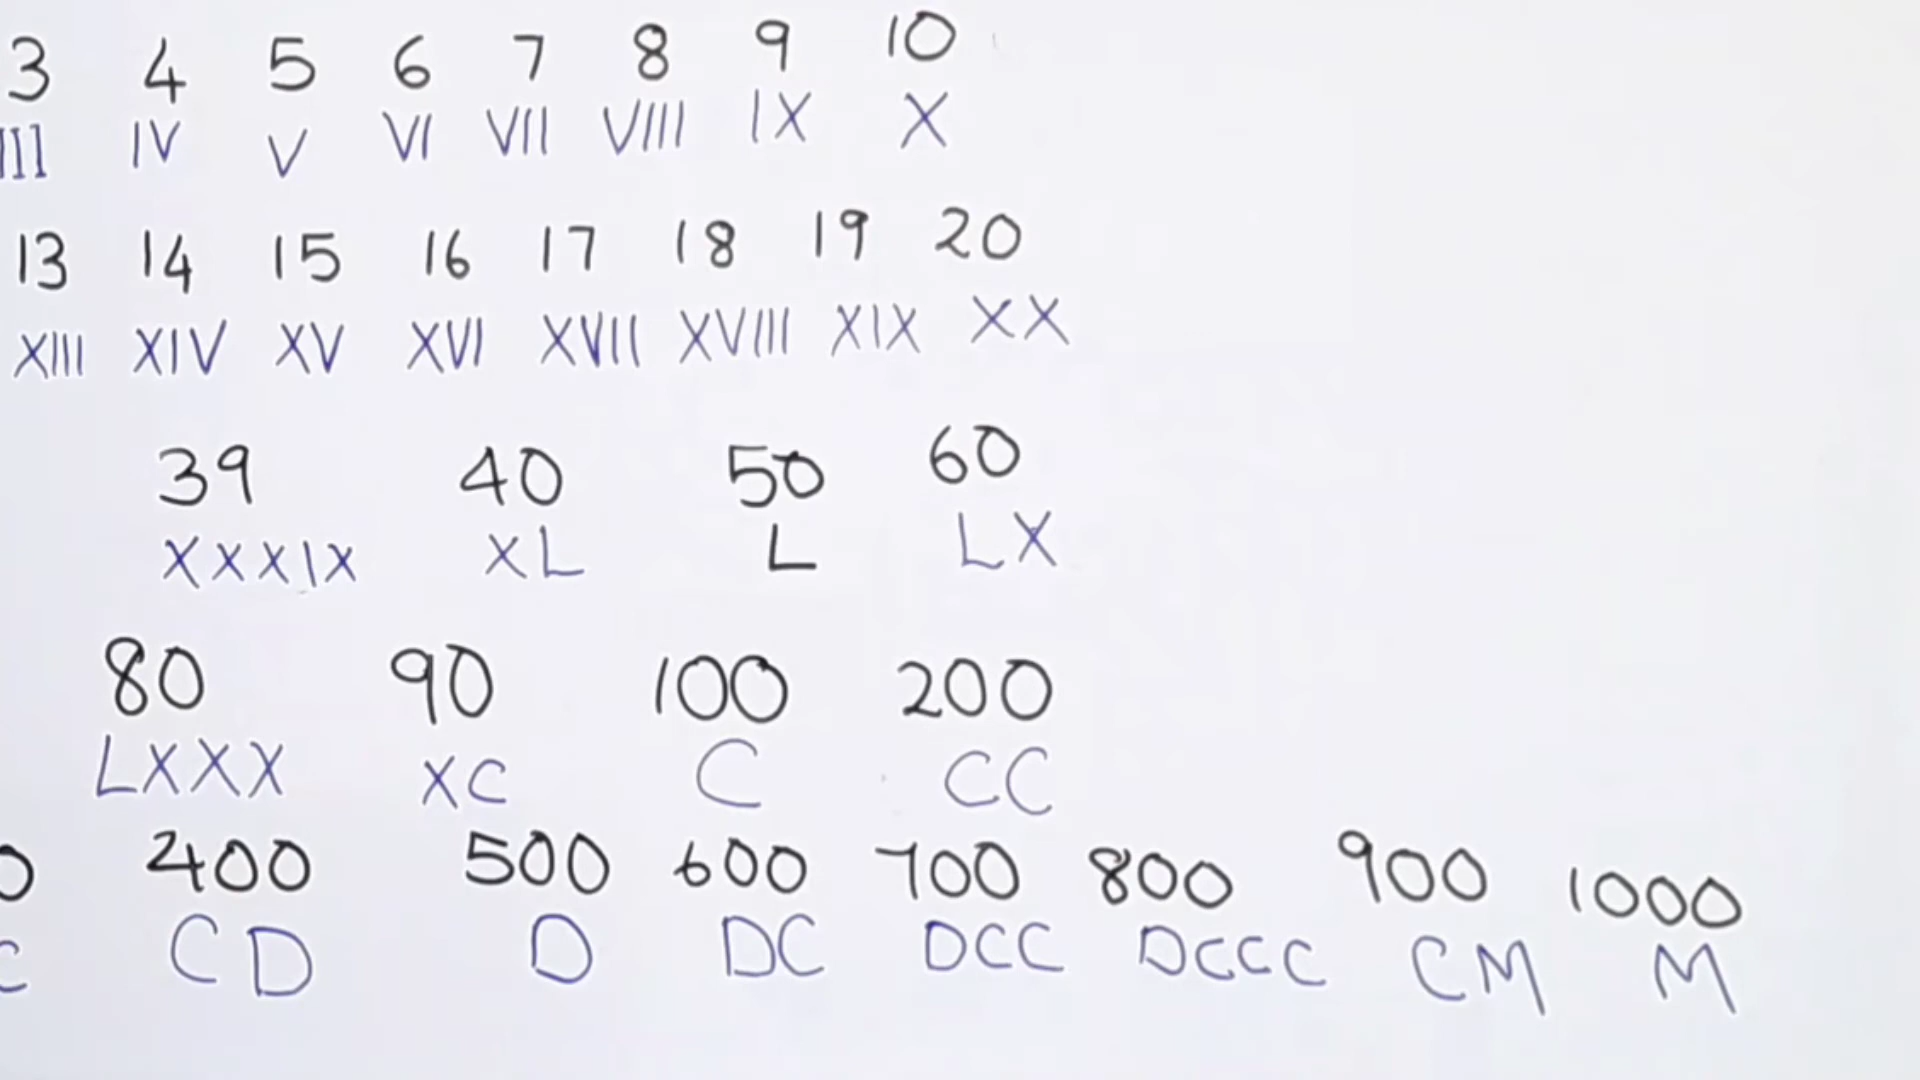 3 4 5 6 7 8 9 10
III IV V VI VII VIII IX X
13 14 15 16 17 18 19 20
XIII XIV XV XVI XVII XVIII XIX XX
39 40 50 60
XXXIX XL L LX
80 90 100 200
LXXX XC C CC
0 400 500 600 700 800 900 1000
C CD D DC DCC DCCC CM M